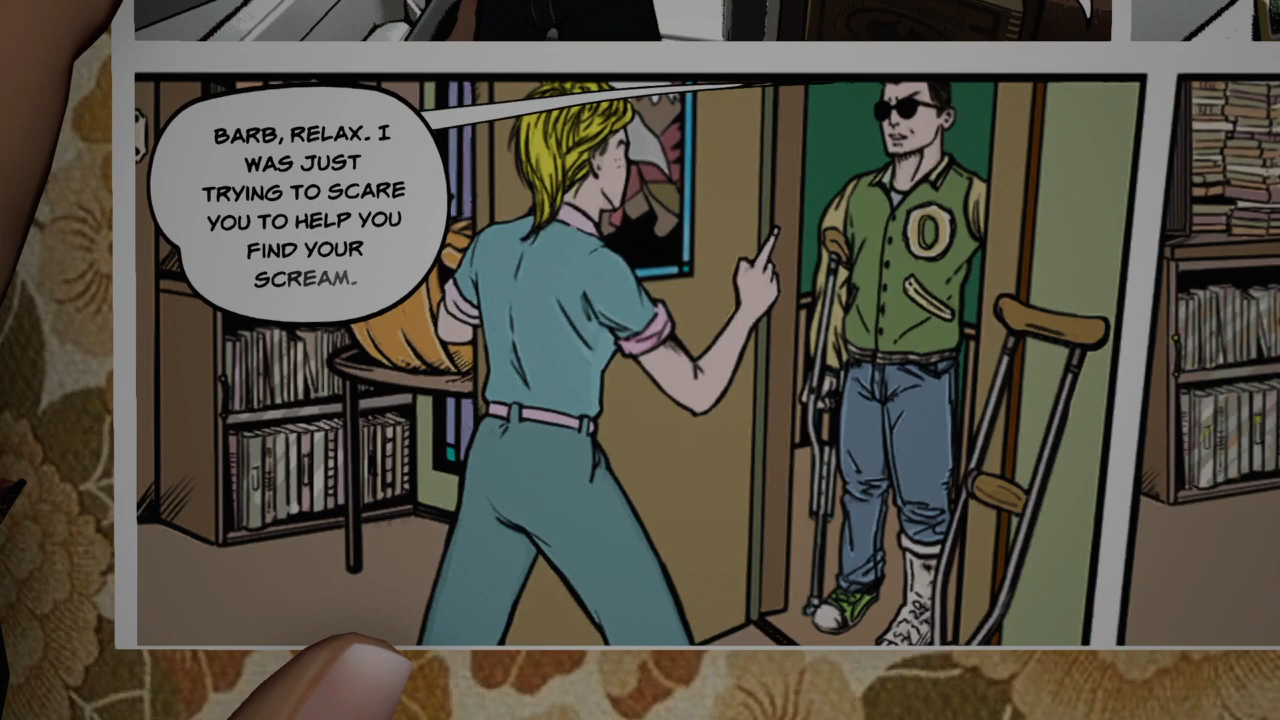 BARB, RELAX. I
WAS JUST
TRYING TO SCARE
YOU TO HELP YOU
FIND YOUR
SCREAM.
O